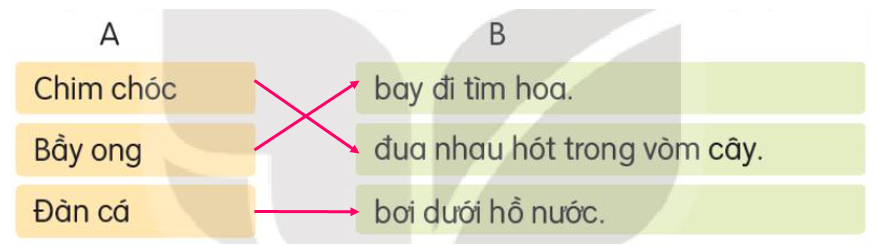 A B
Chim chóc bay đi tìm hoa.
Bầy ong đua nhau hót trong vòm cây.
Đàn cá bơi dưới hồ nước.